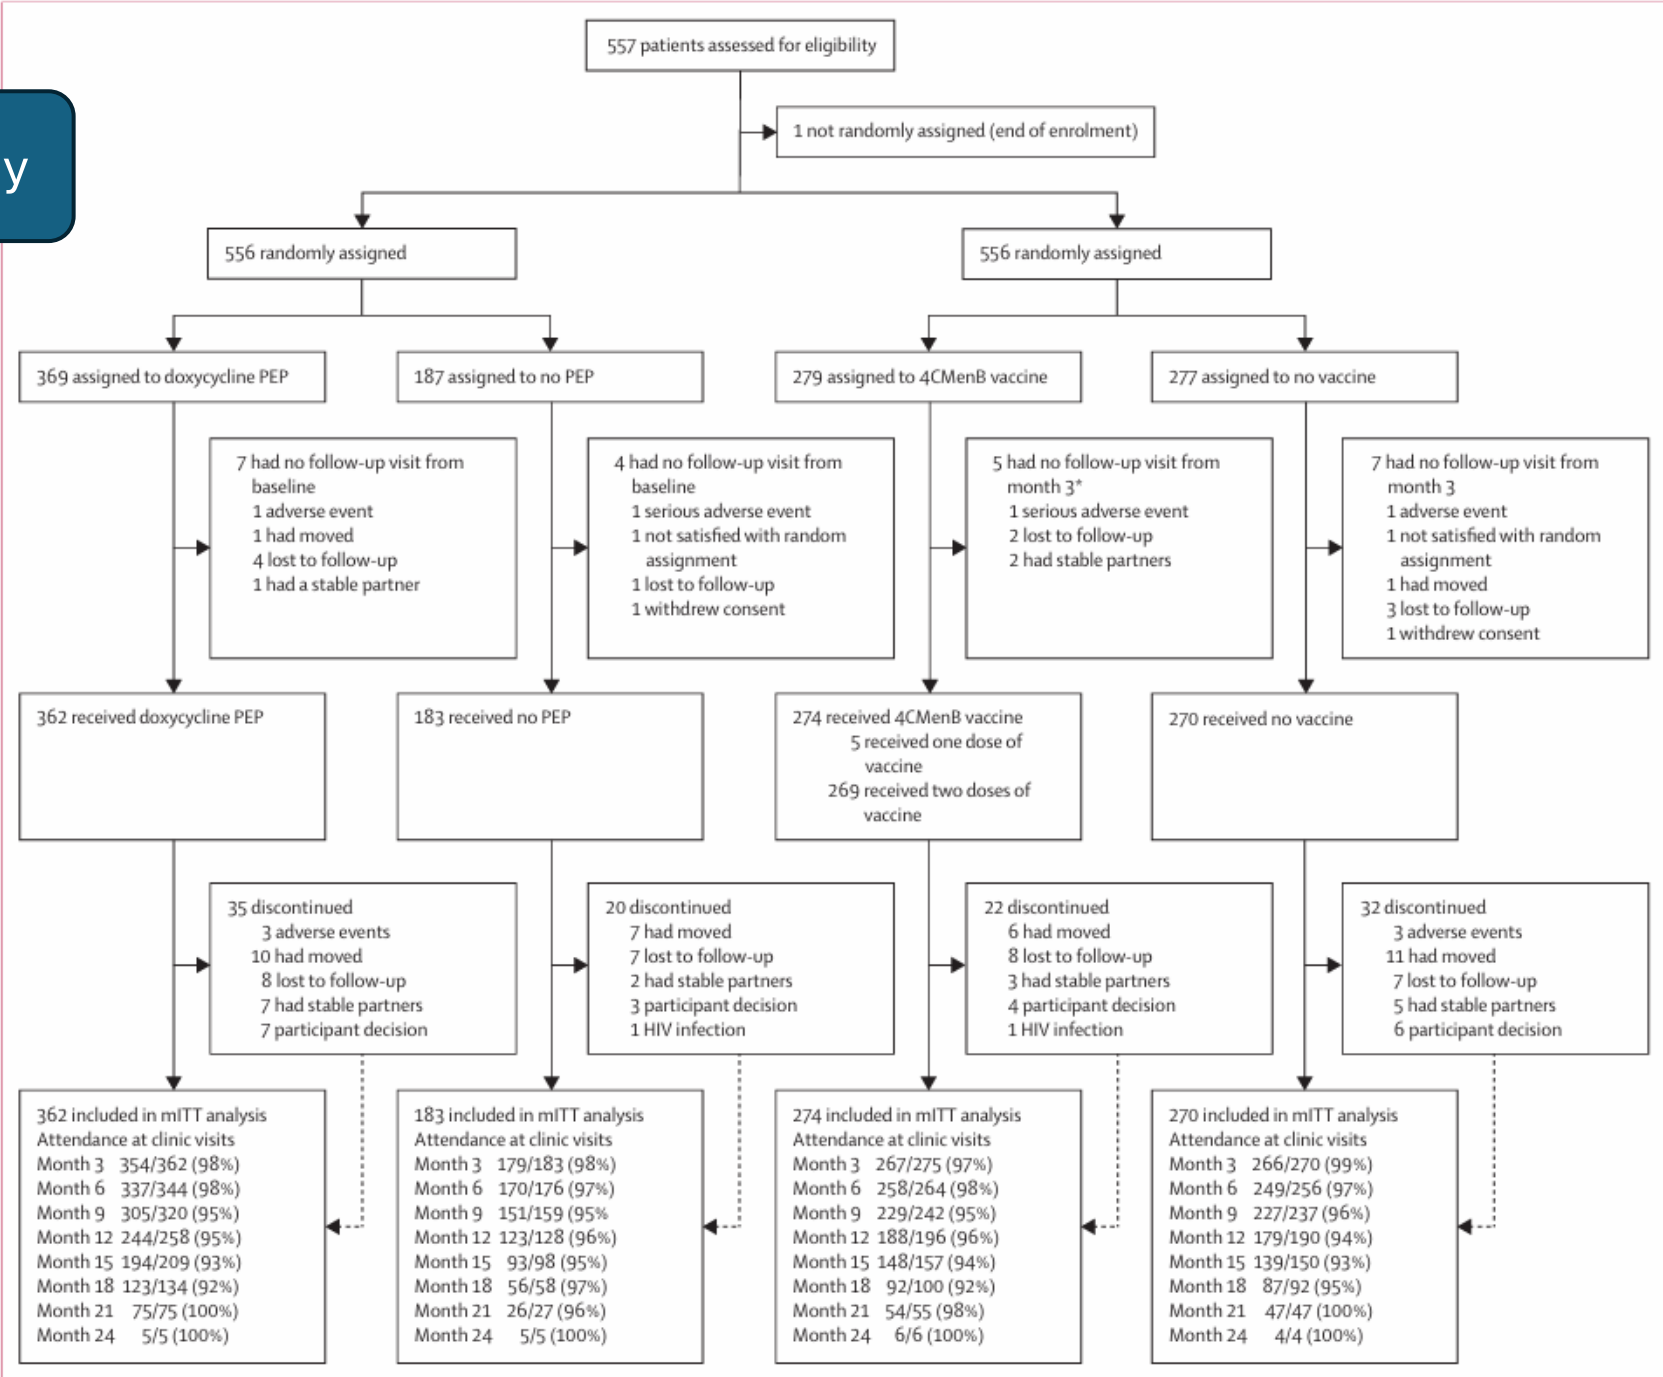 557 patients assessed for eligibility
1 not randomly assigned (end of enrolment)
y
556 randomly assigned
556 randomly assigned
369 assigned to doxycycline PEP
187 assigned to no PEP
279 assigned to 4CMenB vaccine
277 assigned to no vaccine
7 had no follow-up visit from
baseline
1 adverse event
1 had moved
4 lost to follow-up
1 had a stable partner
4 had no follow-up visit from
baseline
1 serious adverse event
1 not satisfied with random
assignment
1 lost to follow-up
1 withdrew consent
5 had no follow-up visit from
month 3*
1 serious adverse event
2 lost to follow-up
2 had stable partners
7 had no follow-up visit from
month 3
1 adverse event
1 not satisfied with random
assignment
1 had moved
3 lost to follow-up
1 withdrew consent
362 received doxycycline PEP
183 received no PEP
274 received 4CMenB vaccine
5 received one dose of
vaccine
269 received two doses of
vaccine
270 received no vaccine
35 discontinued
3 adverse events
10 had moved
8 lost to follow-up
7 had stable partners
7 participant decision
20 discontinued
7 had moved
7 lost to follow-up
2 had stable partners
3 participant decision
1 HIV infection
22 discontinued
6 had moved
8 lost to follow-up
3 had stable partners
4 participant decision
1 HIV infection
32 discontinued
3 adverse events
11 had moved
7 lost to follow-up
5 had stable partners
6 participant decision
362 included in mITT analysis
Attendance at clinic visits
Month 3 354/362 (98%)
Month 6 337/344 (98%)
Month 9 305/320 (95%)
Month 12 244/258 (95%)
Month 15 194/209 (93%)
Month 18 123/134 (92%)
Month 21 75/75 (100%)
Month 24 5/5 (100%)
183 included in mITT analysis
Attendance at clinic visits
Month 3 179/183 (98%)
Month 6 170/176 (97%)
Month 9 151/159 (95%
Month 12 123/128 (96%)
Month 15 93/98 (95%)
Month 18 56/58 (97%)
Month 21 26/27 (96%)
Month 24 5/5 (100%)
274 included in mITT analysis
Attendance at clinic visits
Month 3 267/275 (97%)
Month 6 258/264 (98%)
Month 9 229/242 (95%)
Month 12 188/196 (96%)
Month 15 148/157 (94%)
Month 18 92/100 (92%)
Month 21 54/55 (98%)
Month 24 6/6 (100%)
270 included in mITT analysis
Attendance at clinic visits
Month 3 266/270 (99%)
Month 6 249/256 (97%)
Month 9 227/237 (96%)
Month 12 179/190 (94%)
Month 15 139/150 (93%)
Month 18 87/92 (95%)
Month 21 47/47 (100%)
Month 24 4/4 (100%)